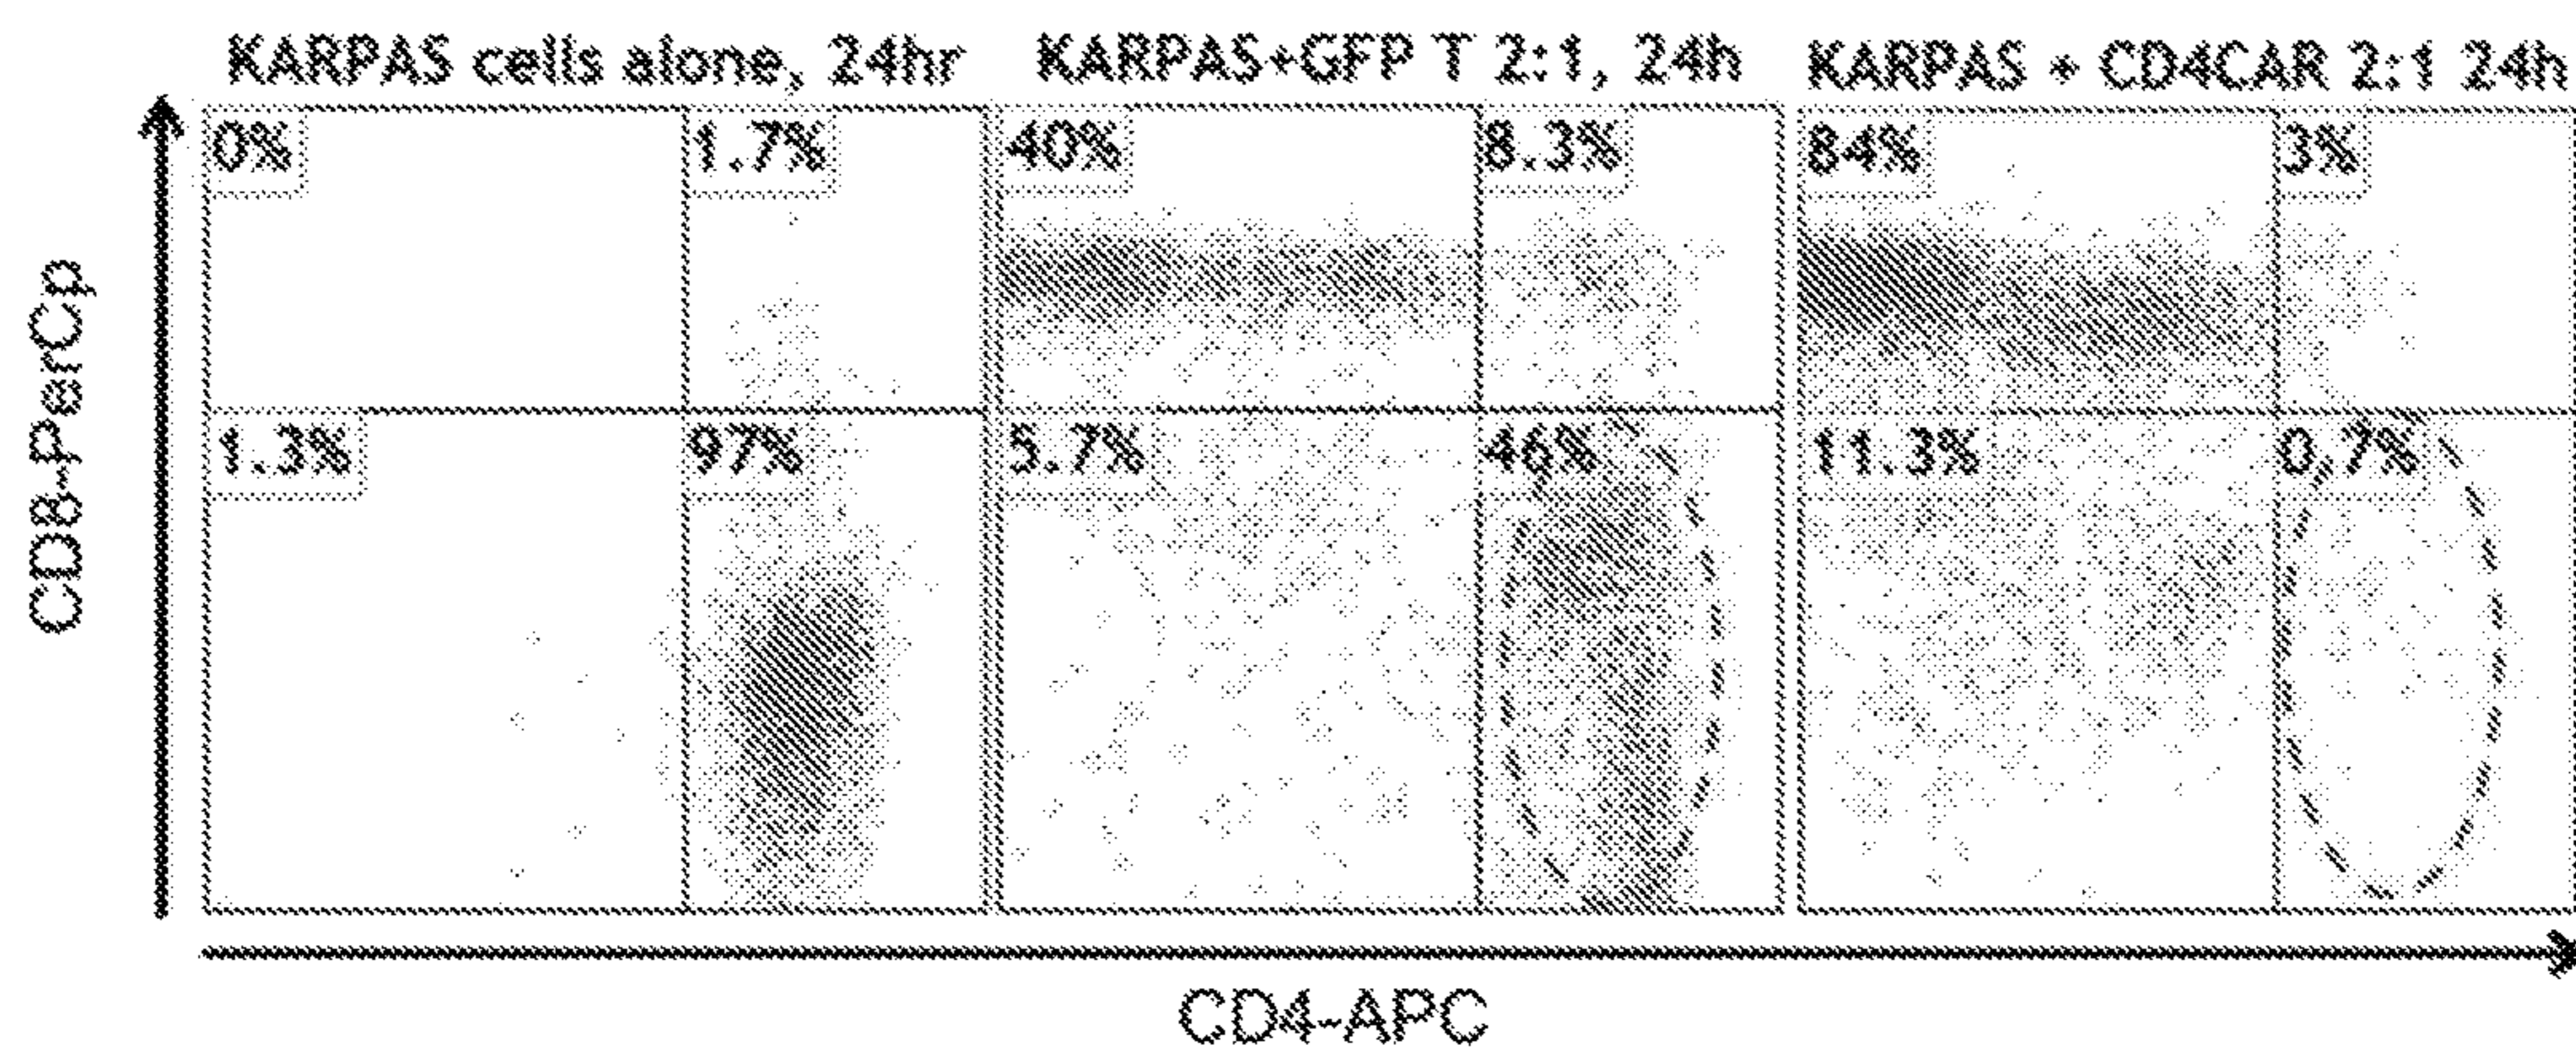 KARPAS cells alone, 24hr
KARPAS+GFP T 2:1, 24h
KARPAS + CD4CAR 2:1 24h
0%
1.7%
40%
8.3%
84%
3%
1.3%
97%
5.7%
46%
11.3%
0.7%
CD8-PerCp
CD4-APC